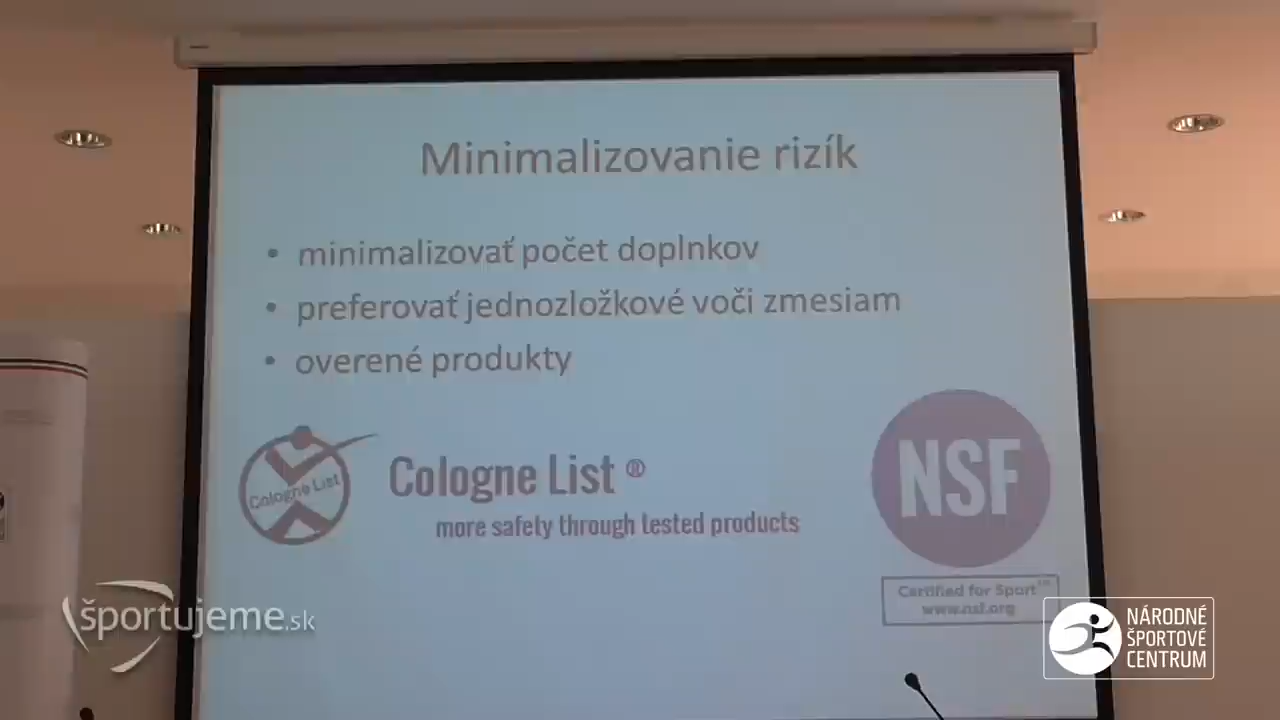 Minimalizovanie rizík
• minimalizovať počet doplnkov
• preferovať jednozložkové voči zmesiam
• overené produkty
Cologne List
Cologne List ®
more safety through tested products
NSF
Certified for Sport™
www.nsf.org
športujeme.sk
NÁRODNÉ
ŠPORTOVÉ
CENTRUM